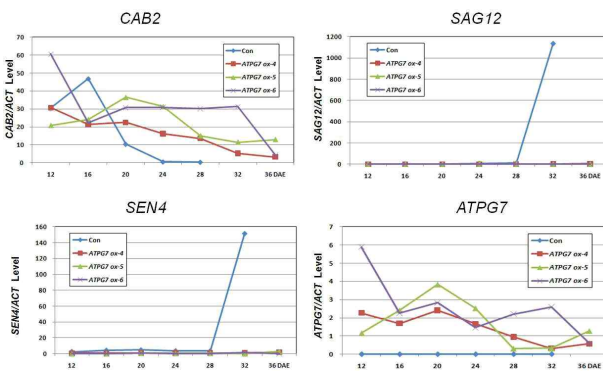 CAB2
70
60
50
40
30
20
10
0
CAB2/ACT Level
Con
ATPG7 ox-4
ATPG7 ox-5
ATPG7 ox-6
12 16 20 24 28 32 36 DAE
SAG12
1200
1000
800
600
400
200
0
SAG12/ACT Level
Con
ATPG7 ox-4
ATPG7 ox-5
ATPG7 ox-6
12 16 20 24 28 32 36 DAE
SEN4
160
140
120
100
80
60
40
20
0
SEN4/ACT Level
Con
ATPG7 ox-4
ATPG7 ox-5
ATPG7 ox-6
12 16 20 24 28 32 36 DAE
ATPG7
7
6
5
4
3
2
1
0
ATPG7/ACT Level
Con
ATPG7 ox-4
ATPG7 ox-5
ATPG7 ox-6
12 16 20 24 28 32 36 DAE